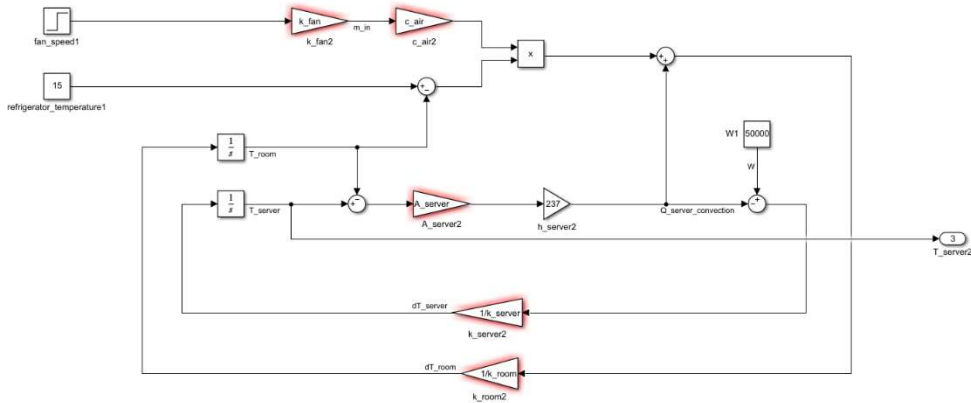 k_fan
m_in
c_air
fan_speed1
k_fan2
c_air2
x
+
+
15
+
−
refrigerator_temperature1
W1
50000
1
s
T_room
W
−
+
1
s
T_server
A_server
237
−
+
Q_server_convection
A_server2
h_server2
3
T_server2
dT_server
1/k_server
k_server2
dT_room
1/k_room
k_room2